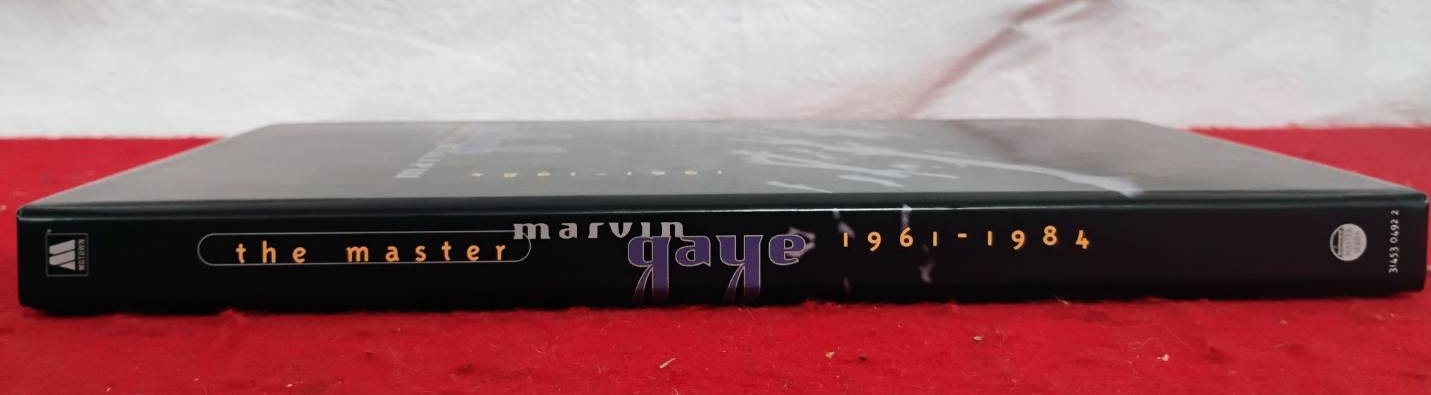 MOTOWN
the master
marvin
gaye
1961-1984
31453 0492 2